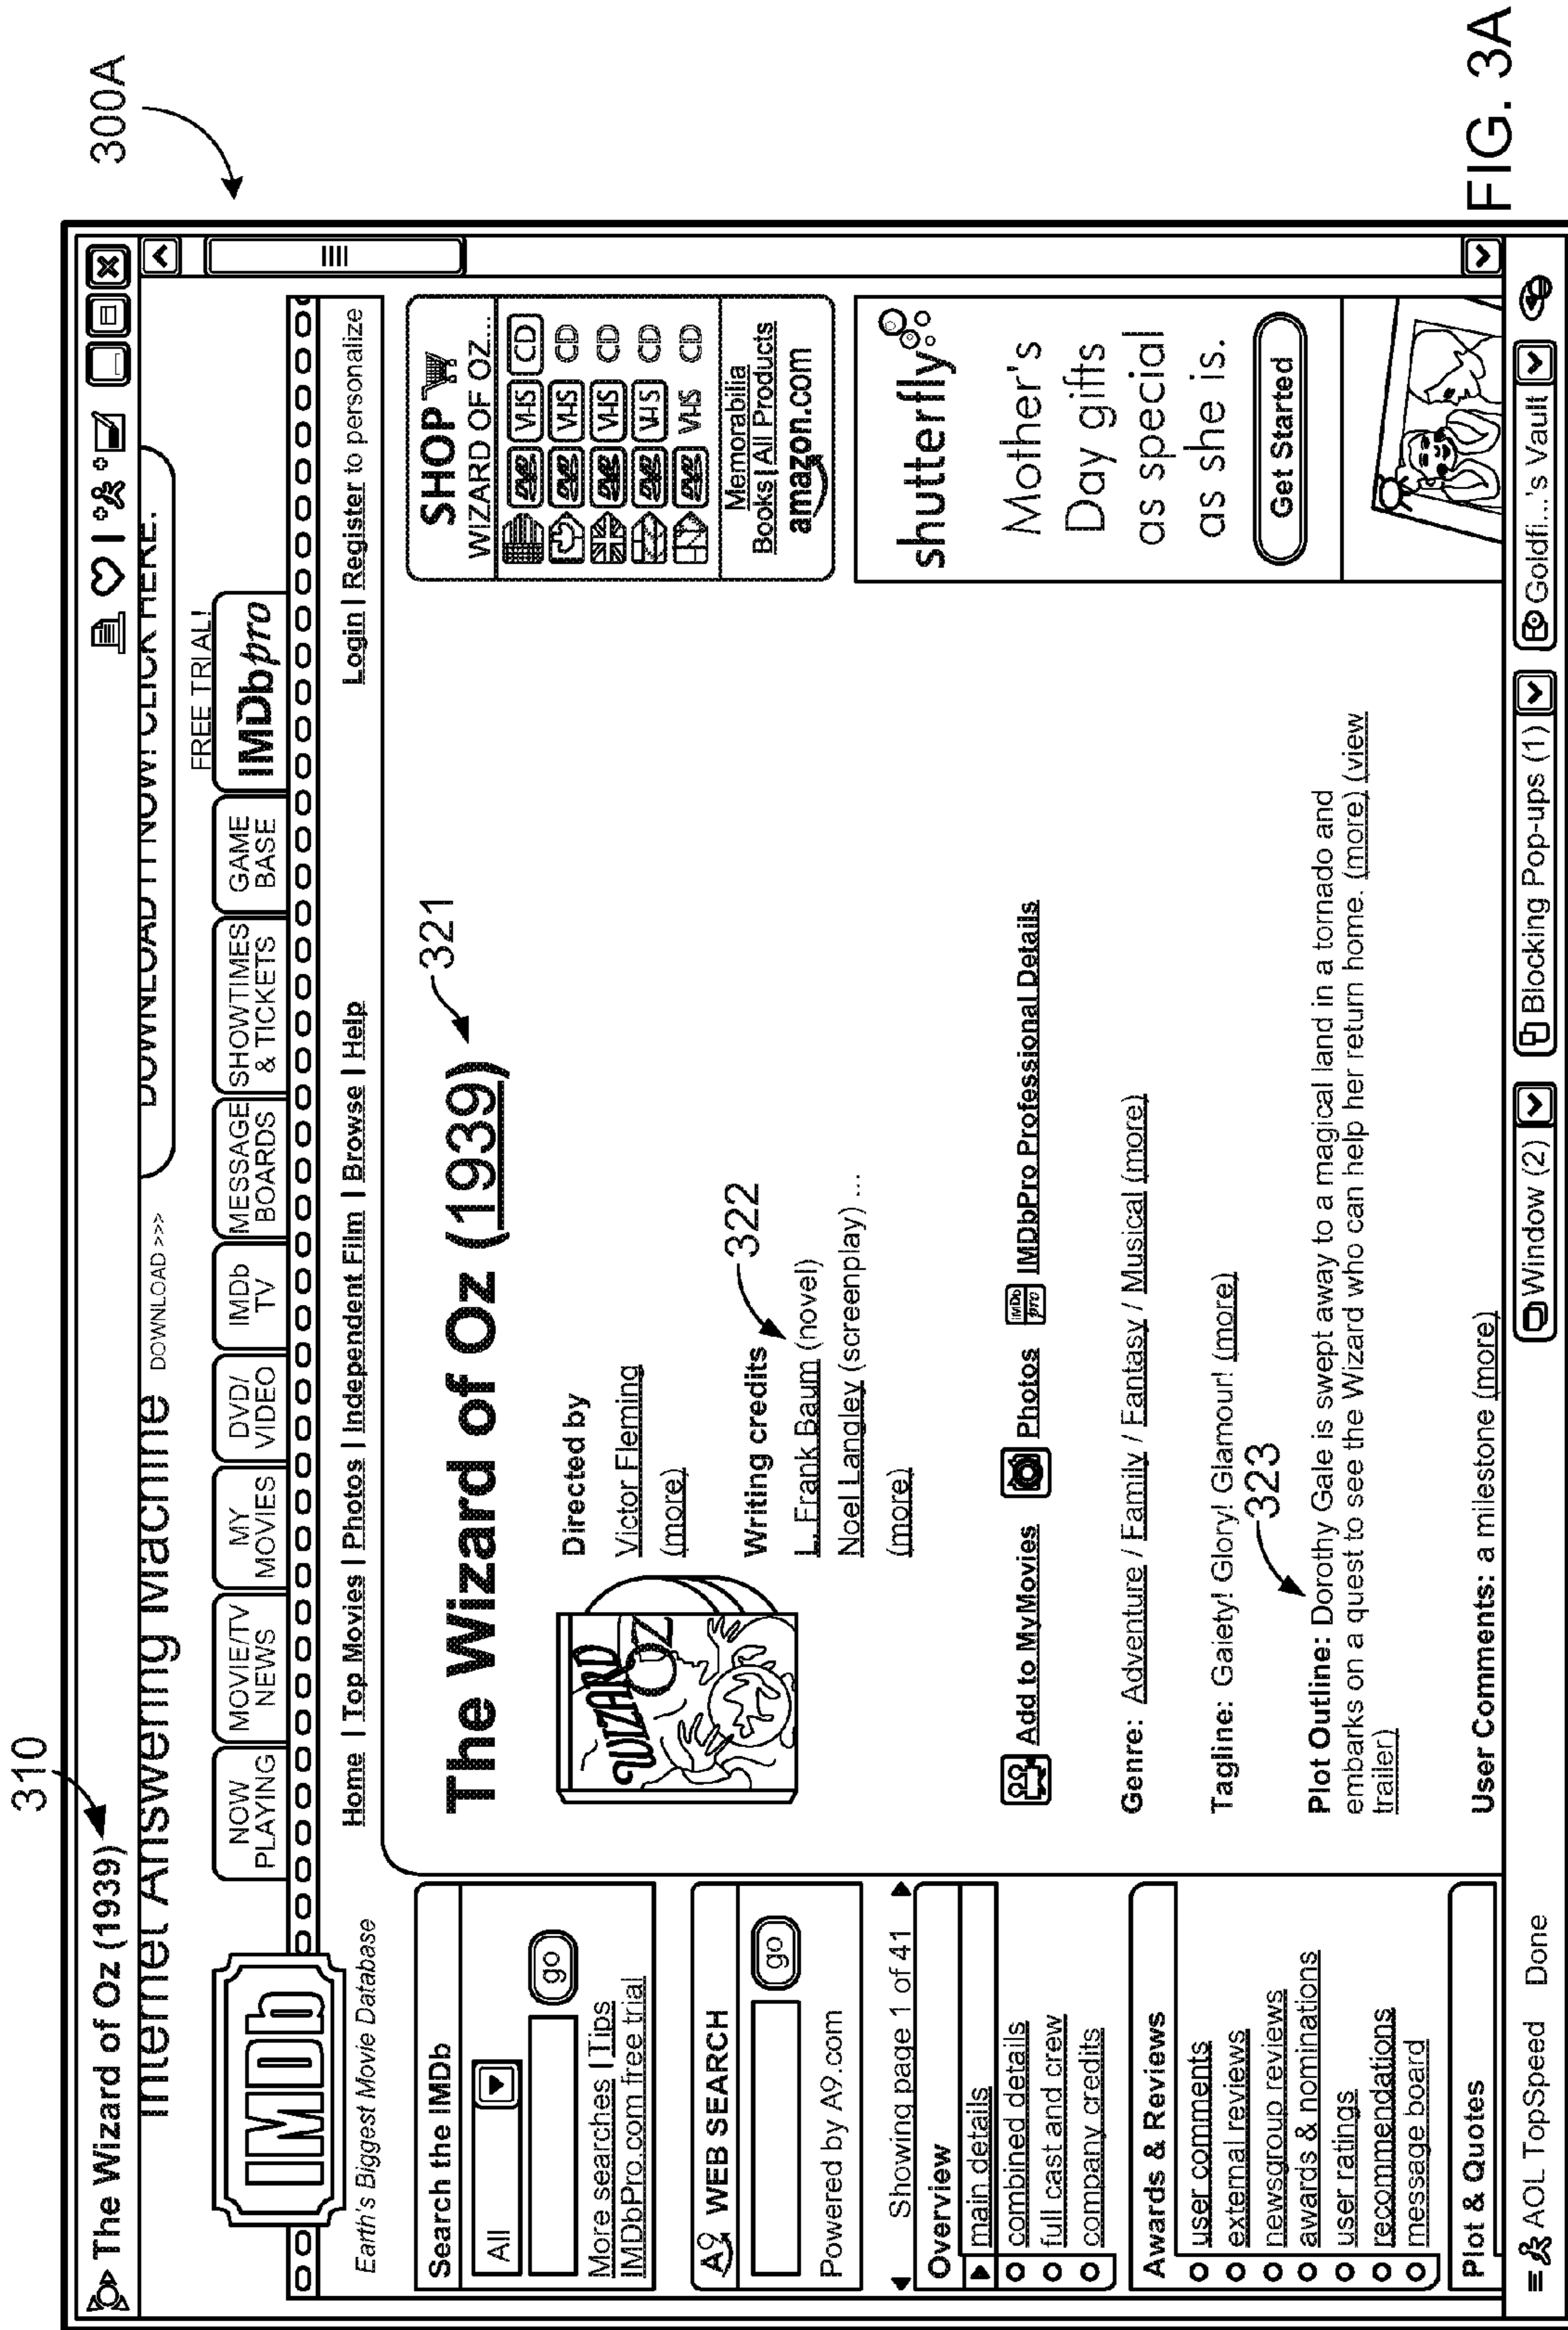 310
300A
The Wizard of Oz (1939)
Internet Answering Machine DOWNLOAD >>> DOWNLOAD IT NOW! CLICK HERE.
FREE TRIAL!
IMDb
NOW PLAYING
MOVIE/TV NEWS
MY MOVIES
DVD/ VIDEO
IMDb TV
MESSAGE BOARDS
SHOWTIMES & TICKETS
GAME BASE
IMDbpro
Earth's Biggest Movie Database
Home | Top Movies | Photos | Independent Film | Browse | Help
Login | Register to personalize
Search the IMDb
All
go
More searches | Tips
IMDbPro.com free trial
A9 WEB SEARCH
go
Powered by A9.com
Showing page 1 of 41
Overview
main details
combined details
full cast and crew
company credits
Awards & Reviews
user comments
external reviews
newsgroup reviews
awards & nominations
user ratings
recommendations
message board
Plot & Quotes
The Wizard of Oz (1939)
321
WIZARD
OZ
Directed by
Victor Fleming
(more)
Writing credits
322
L. Frank Baum (novel)
Noel Langley (screenplay) ...
(more)
Add to MyMovies
Photos
IMDb pro
IMDbPro Professional Details
Genre: Adventure / Family / Fantasy / Musical (more)
Tagline: Gaiety! Glory! Glamour! (more)
323
Plot Outline: Dorothy Gale is swept away to a magical land in a tornado and
embarks on a quest to see the Wizard who can help her return home. (more) (view
trailer)
User Comments: a milestone (more)
SHOP
WIZARD OF OZ...
DVD VHS CD
DVD VHS CD
DVD VHS CD
DVD VHS CD
DVD VHS CD
Memorabilia
Books | All Products
amazon.com
shutterfly
Mother's
Day gifts
as special
as she is.
Get Started
AOL TopSpeed Done
Window (2)
Blocking Pop-ups (1)
Goldfi...'s Vault
FIG. 3A